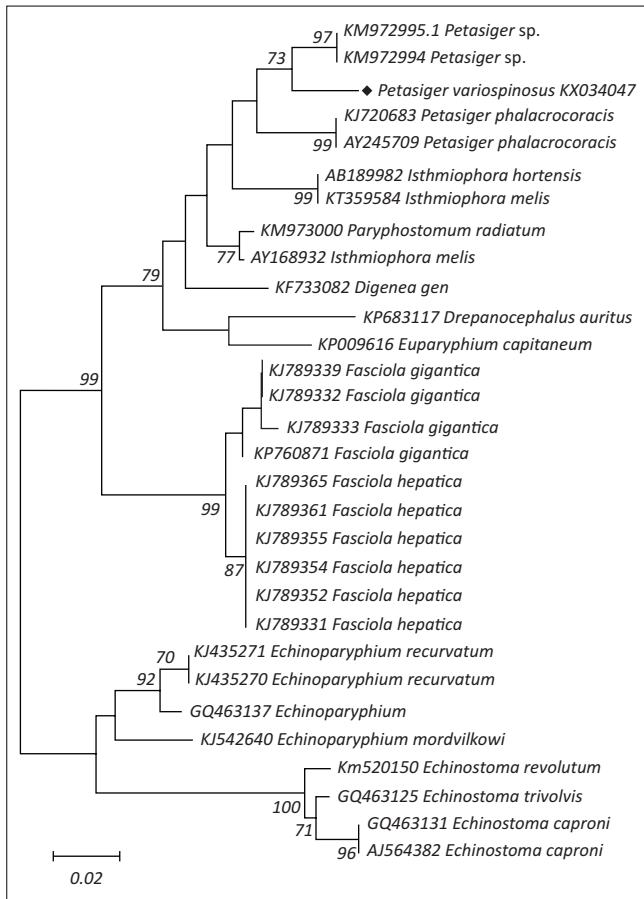 KM972995.1 Petasiger sp.
97
KM972994 Petasiger sp.
73
Petasiger variospinosus KX034047
KJ720683 Petasiger phalacrocoracis
99
AY245709 Petasiger phalacrocoracis
AB189982 Isthmiophora hortensis
99
KT359584 Isthmiophora melis
KM973000 Paryphostomum radiatum
77
AY168932 Isthmiophora melis
79
KF733082 Digenea gen
KP683117 Drepanocephalus auritus
KP009616 Euparyphium capitaneum
KJ789339 Fasciola gigantica
99
KJ789332 Fasciola gigantica
KJ789333 Fasciola gigantica
KP760871 Fasciola gigantica
KJ789365 Fasciola hepatica
99
KJ789361 Fasciola hepatica
KJ789355 Fasciola hepatica
87
KJ789354 Fasciola hepatica
KJ789352 Fasciola hepatica
KJ789331 Fasciola hepatica
KJ435271 Echinoparyphium recurvatum
70
92
KJ435270 Echinoparyphium recurvatum
GQ463137 Echinoparyphium
KJ542640 Echinoparyphium mordvilkowi
Km520150 Echinostoma revolutum
100
GQ463125 Echinostoma trivolvis
71
GQ463131 Echinostoma caproni
96
AJ564382 Echinostoma caproni
0.02